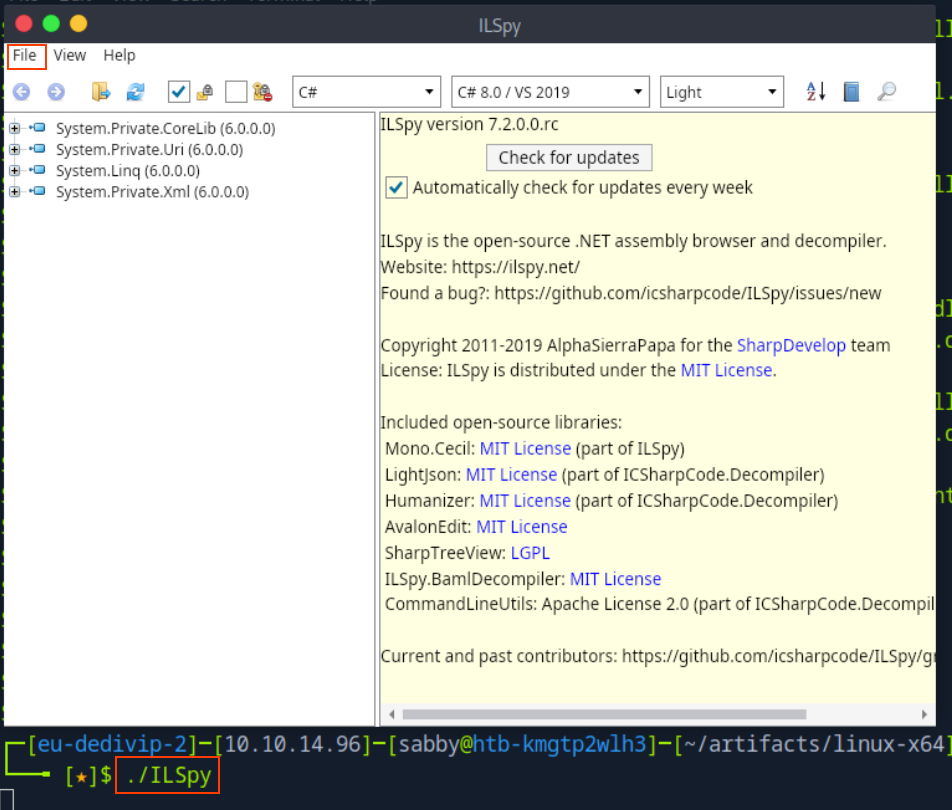 ILSpy
File View Help
C#
C# 8.0 / VS 2019
Light
System.Private.CoreLib (6.0.0.0)
System.Private.Uri (6.0.0.0)
System.Linq (6.0.0.0)
System.Private.Xml (6.0.0.0)
ILSpy version 7.2.0.0.rc
Check for updates
Automatically check for updates every week
ILSpy is the open-source .NET assembly browser and decompiler.
Website: https://ilspy.net/
Found a bug?: https://github.com/icsharpcode/ILSpy/issues/new
Copyright 2011-2019 AlphaSierraPapa for the SharpDevelop team
License: ILSpy is distributed under the MIT License.
Included open-source libraries:
Mono.Cecil: MIT License (part of ILSpy)
LightJson: MIT License (part of ICSharpCode.Decompiler)
Humanizer: MIT License (part of ICSharpCode.Decompiler)
AvalonEdit: MIT License
SharpTreeView: LGPL
ILSpy.BamlDecompiler: MIT License
CommandLineUtils: Apache License 2.0 (part of ICSharpCode.Decompil
Current and past contributors: https://github.com/icsharpcode/ILSpy/gr
┌─[eu-dedivip-2]─[10.10.14.96]─[sabby@htb-kmgtp2wlh3]─[~/artifacts/linux-x64]
└──╼ [★]$ ./ILSpy